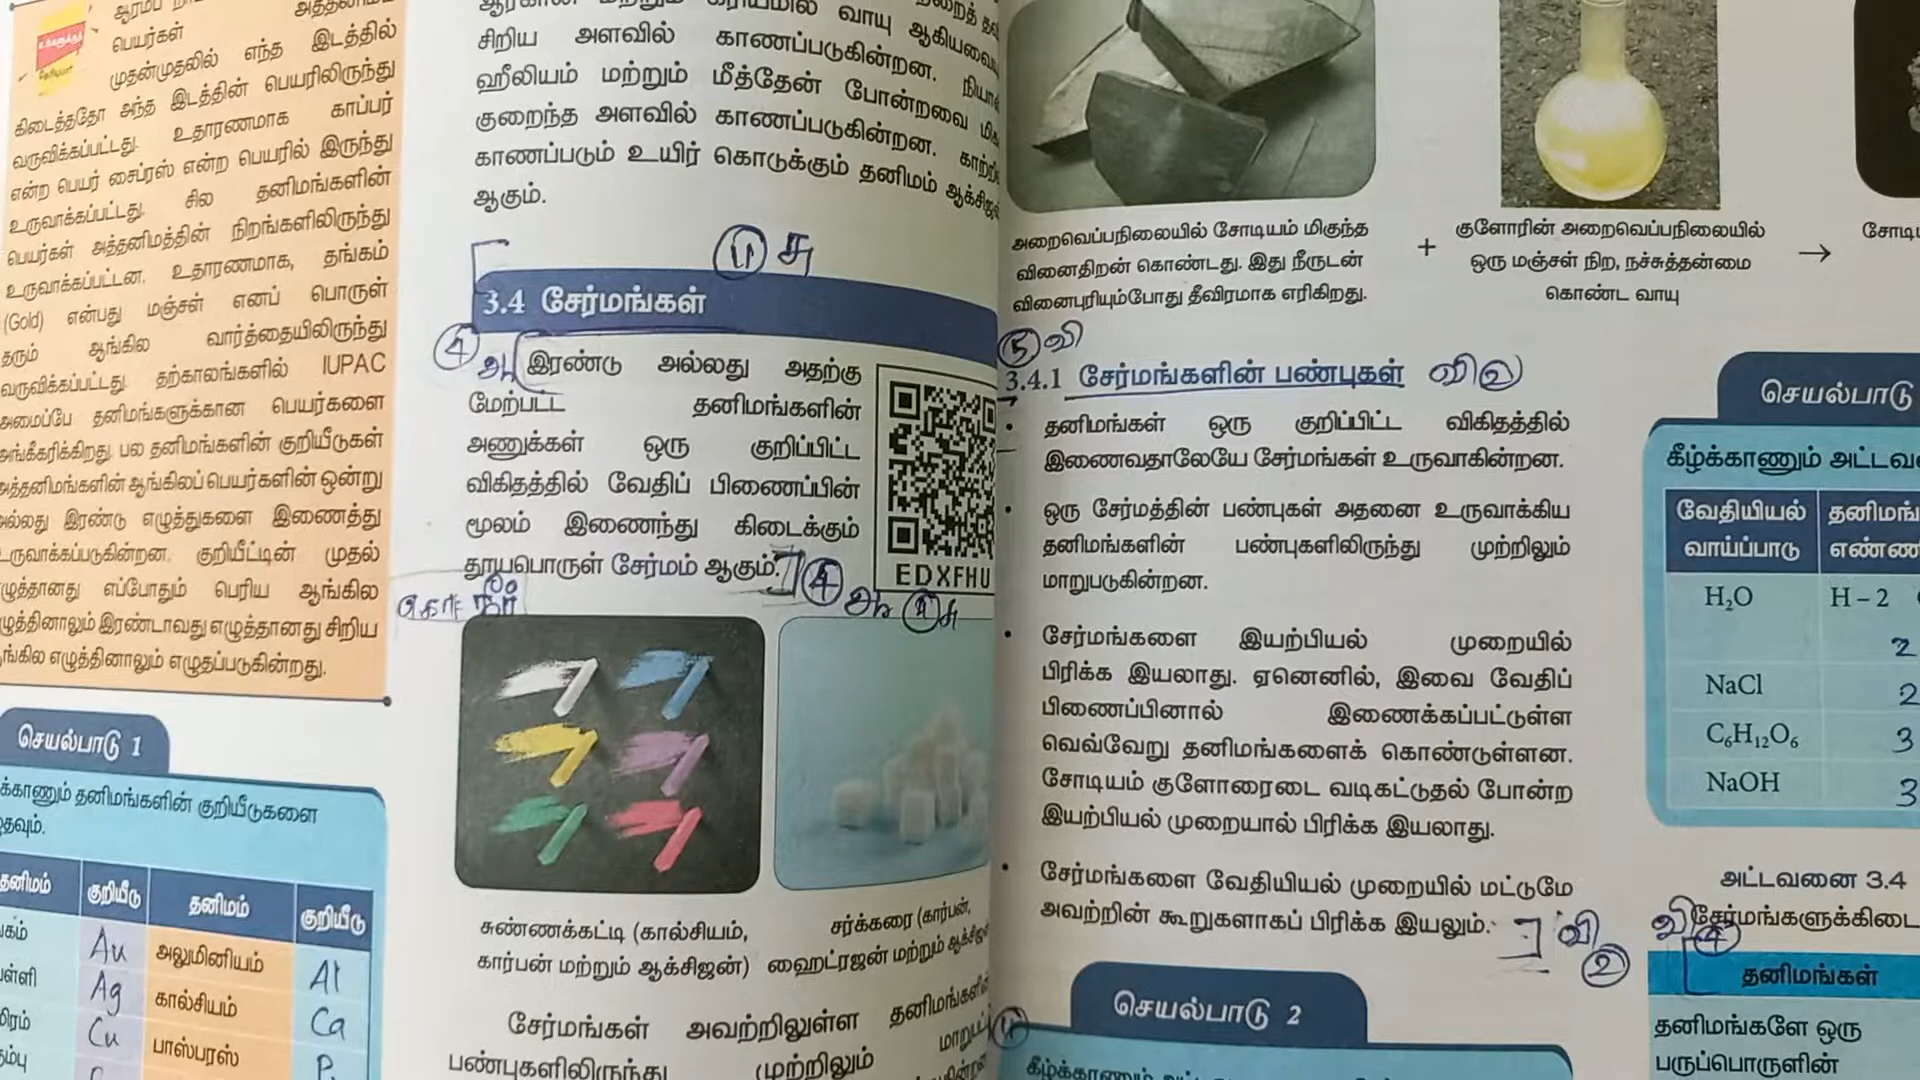 உங்களுக்குத்
தெரியுமா
பெயர்கள்
முதன்முதலில் எந்த இடத்தில்
கிடைத்ததோ அந்த இடத்தின் பெயரிலிருந்து
வருவிக்கப்பட்டது. உதாரணமாக காப்பர்
என்ற பெயர் சைப்ரஸ் என்ற பெயரில் இருந்து
உருவாக்கப்பட்டது. சில தனிமங்களின்
பெயர்கள் அத்தனிமத்தின் நிறங்களிலிருந்து
உருவாக்கப்பட்டன. உதாரணமாக, தங்கம்
(Gold) என்பது மஞ்சள் எனப் பொருள்
தரும் ஆங்கில வார்த்தையிலிருந்து
வருவிக்கப்பட்டது. தற்காலங்களில் IUPAC
அமைப்பே தனிமங்களுக்கான பெயர்களை
அங்கீகரிக்கிறது. பல தனிமங்களின் குறியீடுகள்
அத்தனிமங்களின் ஆங்கிலப் பெயர்களின் ஒன்று
அல்லது இரண்டு எழுத்துகளை இணைத்து
உருவாக்கப்படுகின்றன. குறியீட்டின் முதல்
எழுத்தானது எப்போதும் பெரிய ஆங்கில
எழுத்தினாலும் இரண்டாவது எழுத்தானது சிறிய
ஆங்கில எழுத்தினாலும் எழுதப்படுகின்றது.
செயல்பாடு 1
தனிமங்களின் குறியீடுகளை
தனிமம் குறியீடு தனிமம் குறியீடு
Au அலுமினியம் Al
Ag கால்சியம் Ca
Cu பாஸ்பரஸ் P
வாயு
சிறிய அளவில் காணப்படுகின்றன.
ஹீலியம் மற்றும் மீத்தேன் போன்றவை
குறைந்த அளவில் காணப்படுகின்றன.
காணப்படும் உயிர் கொடுக்கும் தனிமம்
ஆகும்.
3.4 சேர்மங்கள்
4
இரண்டு அல்லது அதற்கு
மேற்பட்ட தனிமங்களின்
அணுக்கள் ஒரு குறிப்பிட்ட
விகிதத்தில் வேதிப் பிணைப்பின்
மூலம் இணைந்து கிடைக்கும்
தூயபொருள் சேர்மம் ஆகும்.
4
EDXFHU
சுண்ணக்கட்டி (கால்சியம்,
கார்பன் மற்றும் ஆக்சிஜன்)
சர்க்கரை (கார்பன்,
ஹைட்ரஜன் மற்றும்
சேர்மங்கள் அவற்றிலுள்ள தனிமங்களின்
பண்புகளிலிருந்து முற்றிலும்
அறைவெப்பநிலையில் சோடியம் மிகுந்த
வினைதிறன் கொண்டது. இது நீருடன்
வினைபுரியும்போது தீவிரமாக எரிகிறது.
+
குளோரின் அறைவெப்பநிலையில்
ஒரு மஞ்சள் நிற, நச்சுத்தன்மை
கொண்ட வாயு
→
5 வி
3.4.1 சேர்மங்களின் பண்புகள் வி 2
• தனிமங்கள் ஒரு குறிப்பிட்ட விகிதத்தில்
இணைவதாலேயே சேர்மங்கள் உருவாகின்றன.
• ஒரு சேர்மத்தின் பண்புகள் அதனை உருவாக்கிய
தனிமங்களின் பண்புகளிலிருந்து முற்றிலும்
மாறுபடுகின்றன.
• சேர்மங்களை இயற்பியல் முறையில்
பிரிக்க இயலாது. ஏனெனில், இவை வேதிப்
பிணைப்பினால் இணைக்கப்பட்டுள்ள
வெவ்வேறு தனிமங்களைக் கொண்டுள்ளன.
சோடியம் குளோரைடை வடிகட்டுதல் போன்ற
இயற்பியல் முறையால் பிரிக்க இயலாது.
• சேர்மங்களை வேதியியல் முறையில் மட்டுமே
அவற்றின் கூறுகளாகப் பிரிக்க இயலும்.
வி
2
செயல்பாடு 2
செயல்பாடு
கீழ்க்காணும்
வேதியியல்
வாய்ப்பாடு
H₂O H – 2
2
NaCl 2
C₆H₁₂O₆ 3
NaOH 3
அட்டவணை 3.4
வி
4
தனிமங்கள்
தனிமங்களே ஒரு
பருப்பொருளின்